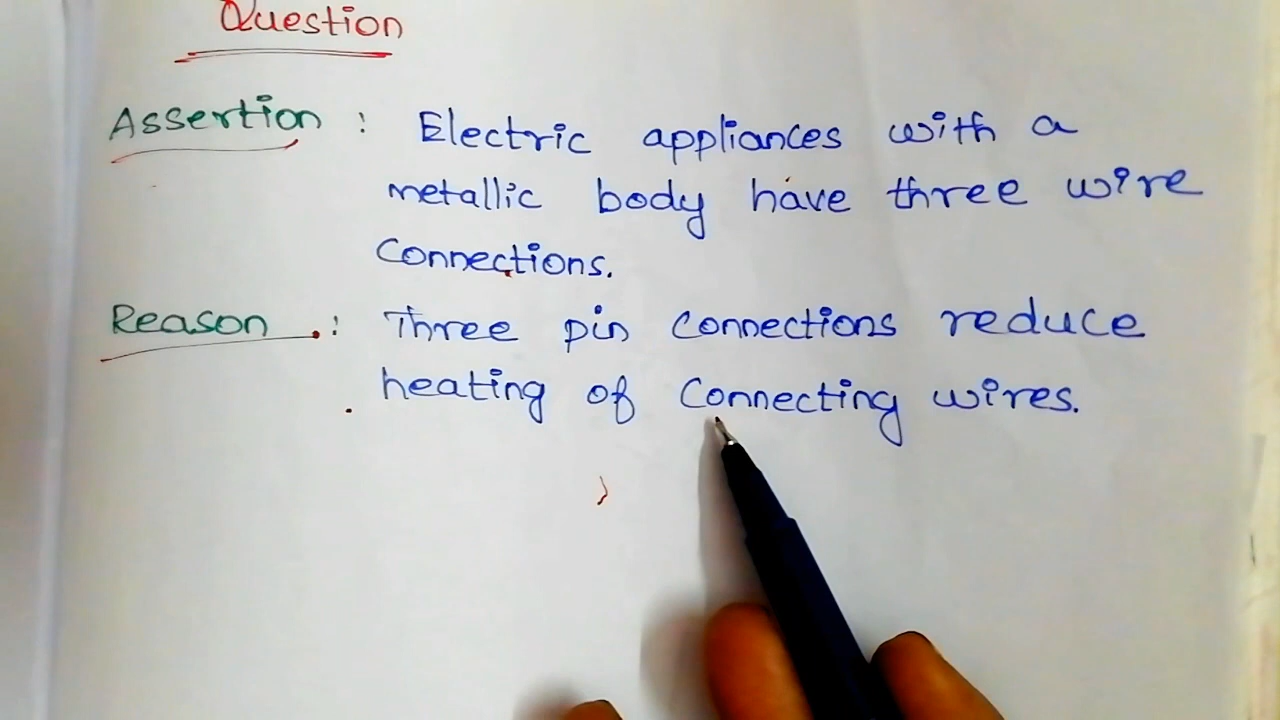 Question
Assertion : Electric appliances with a
metallic body have three wire
Connections.
Reason : Three pin connections reduce
heating of Connecting wires.